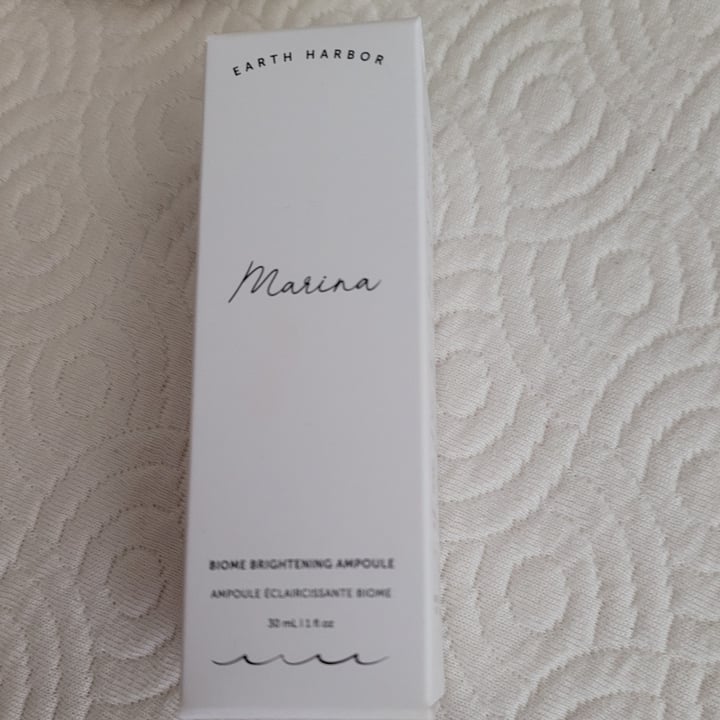 EARTH HARBOR
Marina
BIOME BRIGHTENING AMPOULE
AMPOULE ÉCLAIRCISSANTE BIOME
30 mL | 1 fl oz